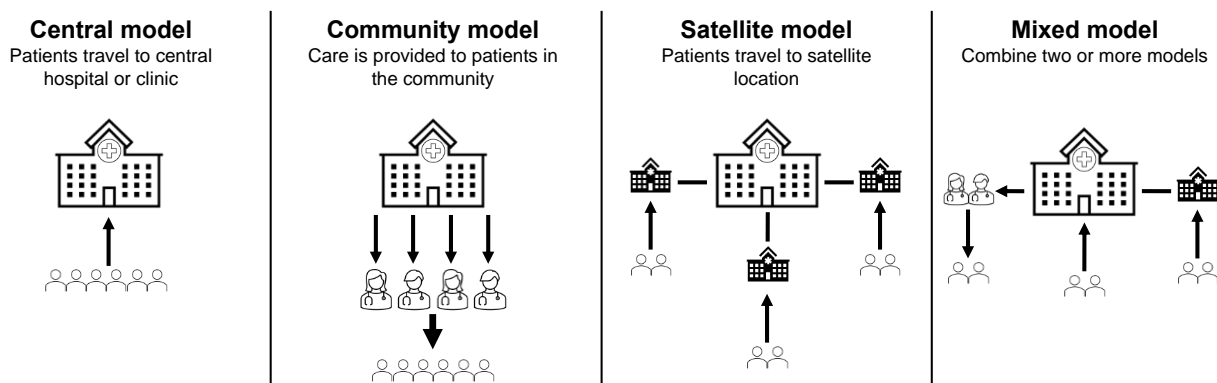 Central model
Patients travel to central
hospital or clinic
Community model
Care is provided to patients in
the community
Satellite model
Patients travel to satellite
location
Mixed model
Combine two or more models